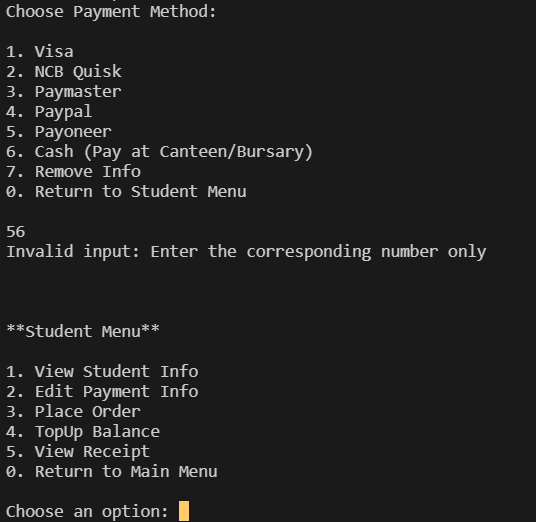 Choose Payment Method:
1. Visa
2. NCB Quisk
3. Paymaster
4. Paypal
5. Payoneer
6. Cash (Pay at Canteen/Bursary)
7. Remove Info
0. Return to Student Menu
56
Invalid input: Enter the corresponding number only
**Student Menu**
1. View Student Info
2. Edit Payment Info
3. Place Order
4. TopUp Balance
5. View Receipt
0. Return to Main Menu
Choose an option: